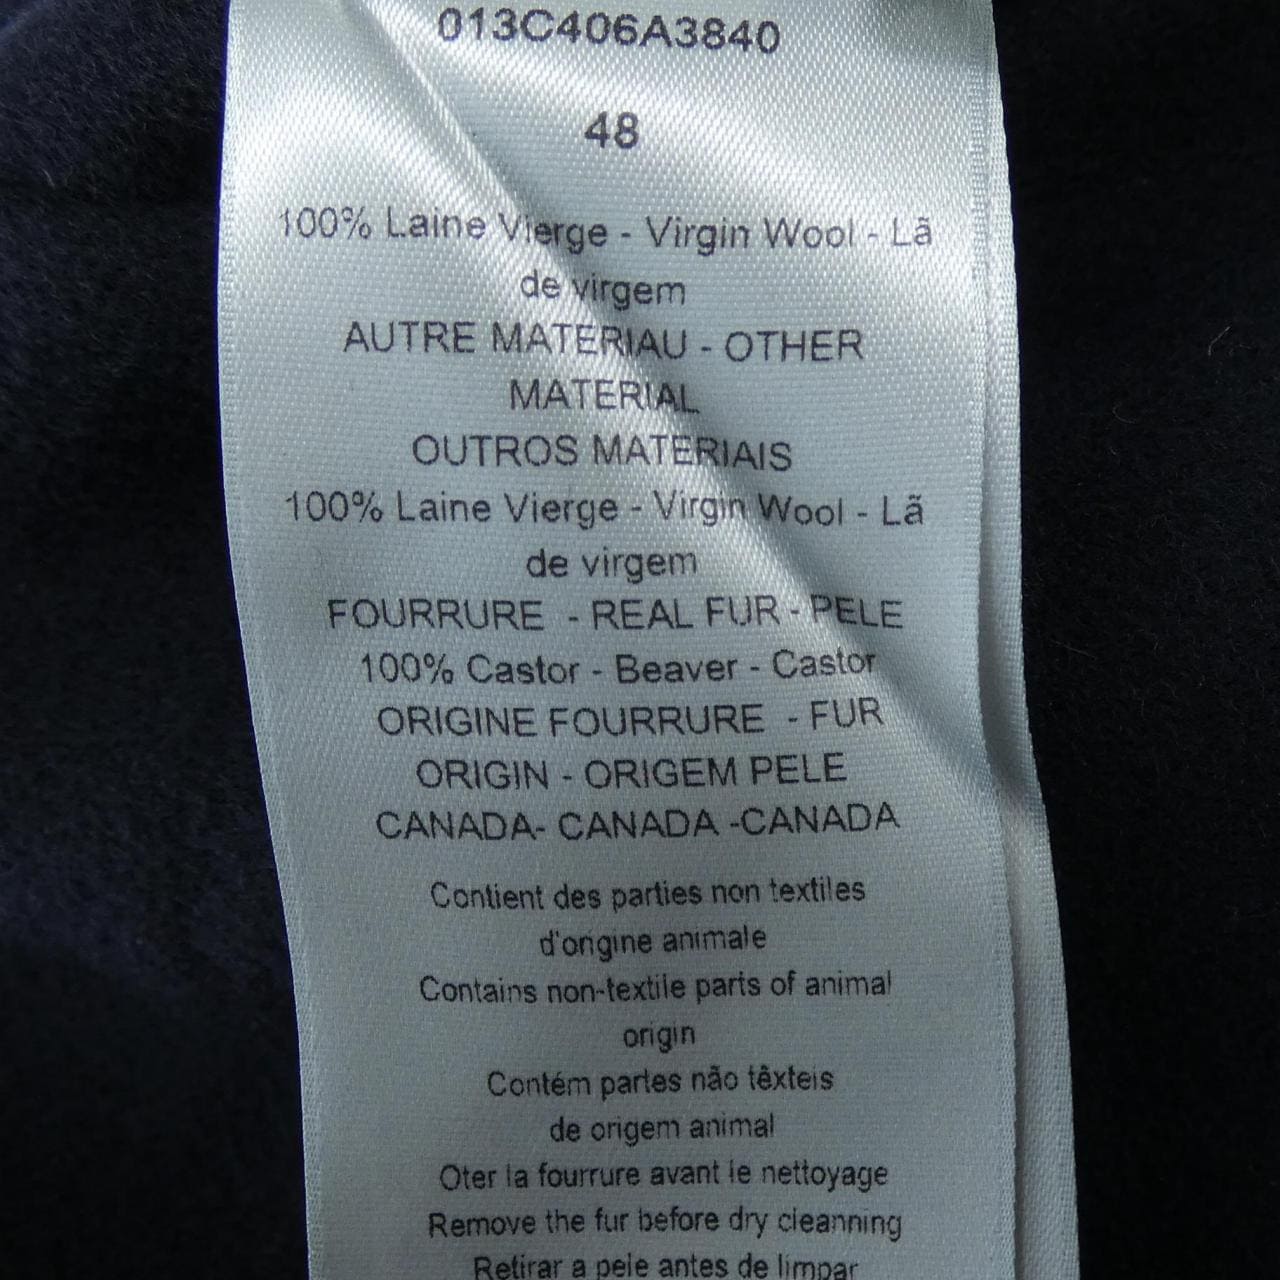 013C406A3840
48
100% Laine Vierge - Virgin Wool - Lã
de virgem
AUTRE MATERIAU - OTHER
MATERIAL
OUTROS MATERIAIS
100% Laine Vierge - Virgin Wool - Lã
de virgem
FOURRURE - REAL FUR - PELE
100% Castor - Beaver - Castor
ORIGINE FOURRURE - FUR
ORIGIN - ORIGEM PELE
CANADA- CANADA -CANADA
Contient des parties non textiles
d'origine animale
Contains non-textile parts of animal
origin
Contém partes não têxteis
de origem animal
Oter la fourrure avant le nettoyage
Remove the fur before dry cleanning
Retirar a pele antes de limpar